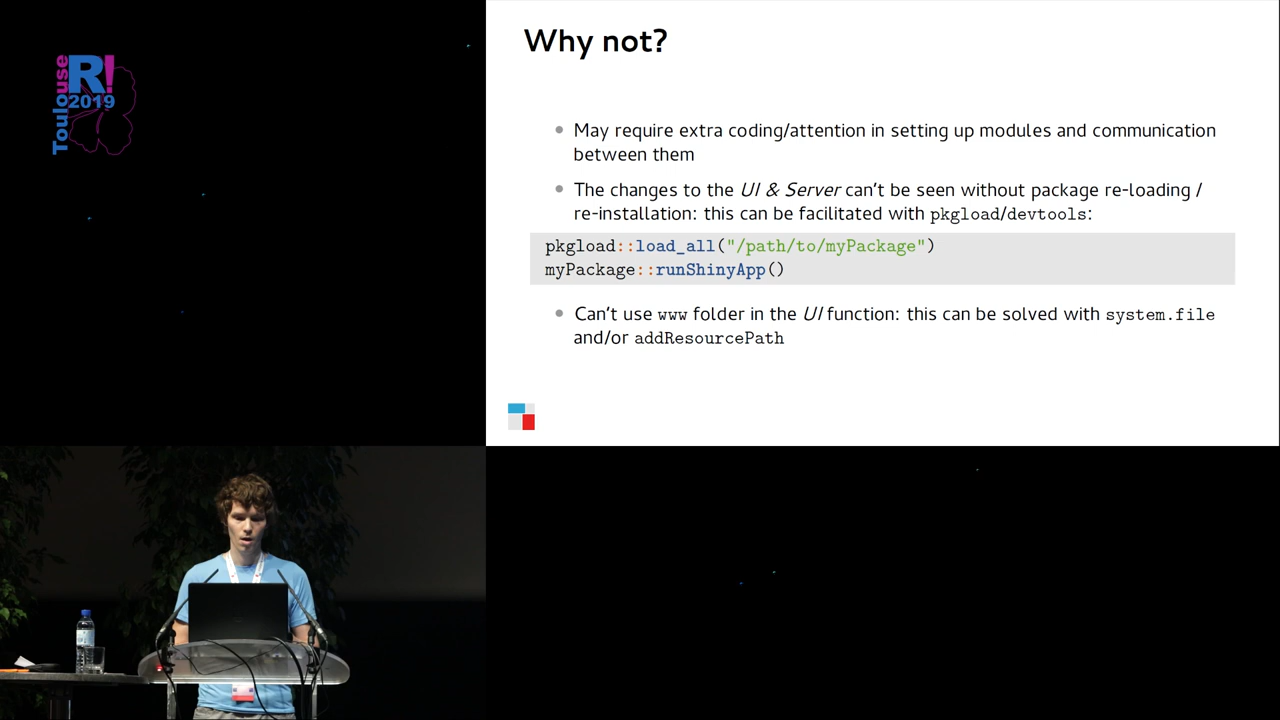 Toulouse
R!
2019
Why not?
May require extra coding/attention in setting up modules and communication
between them
The changes to the UI & Server can't be seen without package re-loading /
re-installation: this can be facilitated with pkgload/devtools:
pkgload::load_all("/path/to/myPackage")
myPackage::runShinyApp()
Can't use www folder in the UI function: this can be solved with system.file
and/or addResourcePath